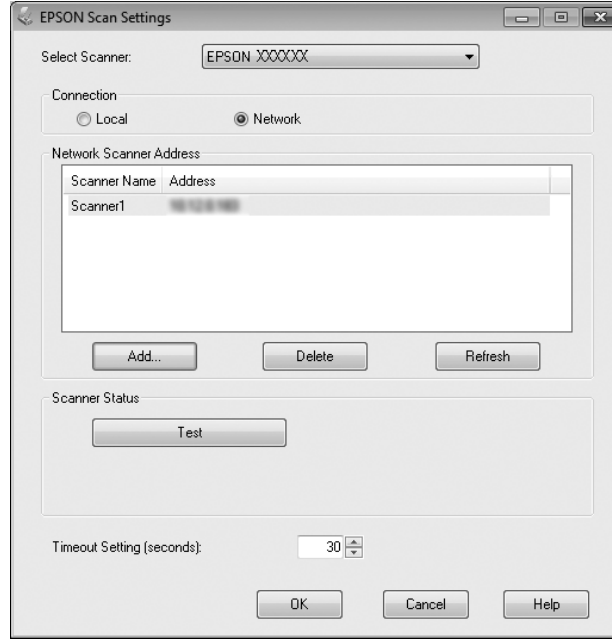 EPSON Scan Settings
Select Scanner: EPSON XXXXXX
Connection
Local Network
Network Scanner Address
Scanner Name Address
Scanner1
Add... Delete Refresh
Scanner Status
Test
Timeout Setting (seconds): 30
OK Cancel Help